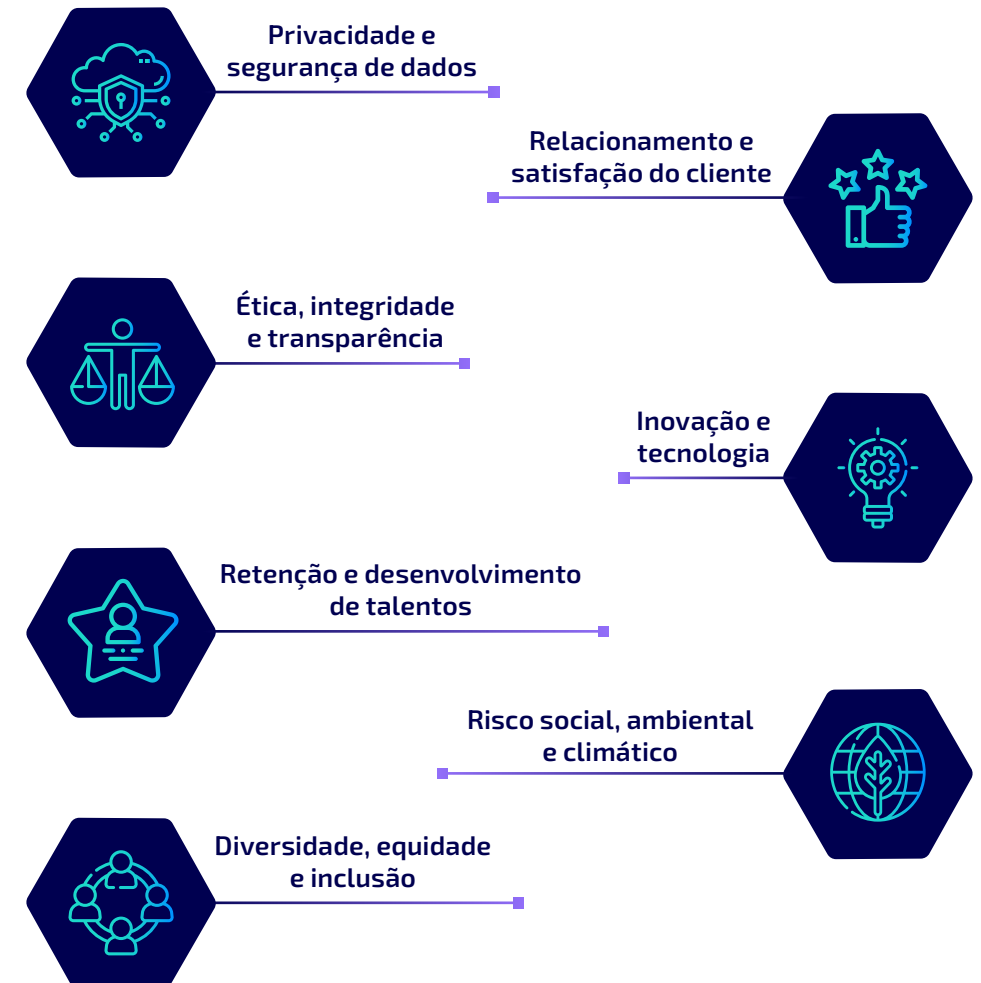 Privacidade e
segurança de dados
Relacionamento e
satisfação do cliente
Ética, integridade
e transparência
Inovação e
tecnologia
Retenção e desenvolvimento
de talentos
Risco social, ambiental
e climático
Diversidade, equidade
e inclusão